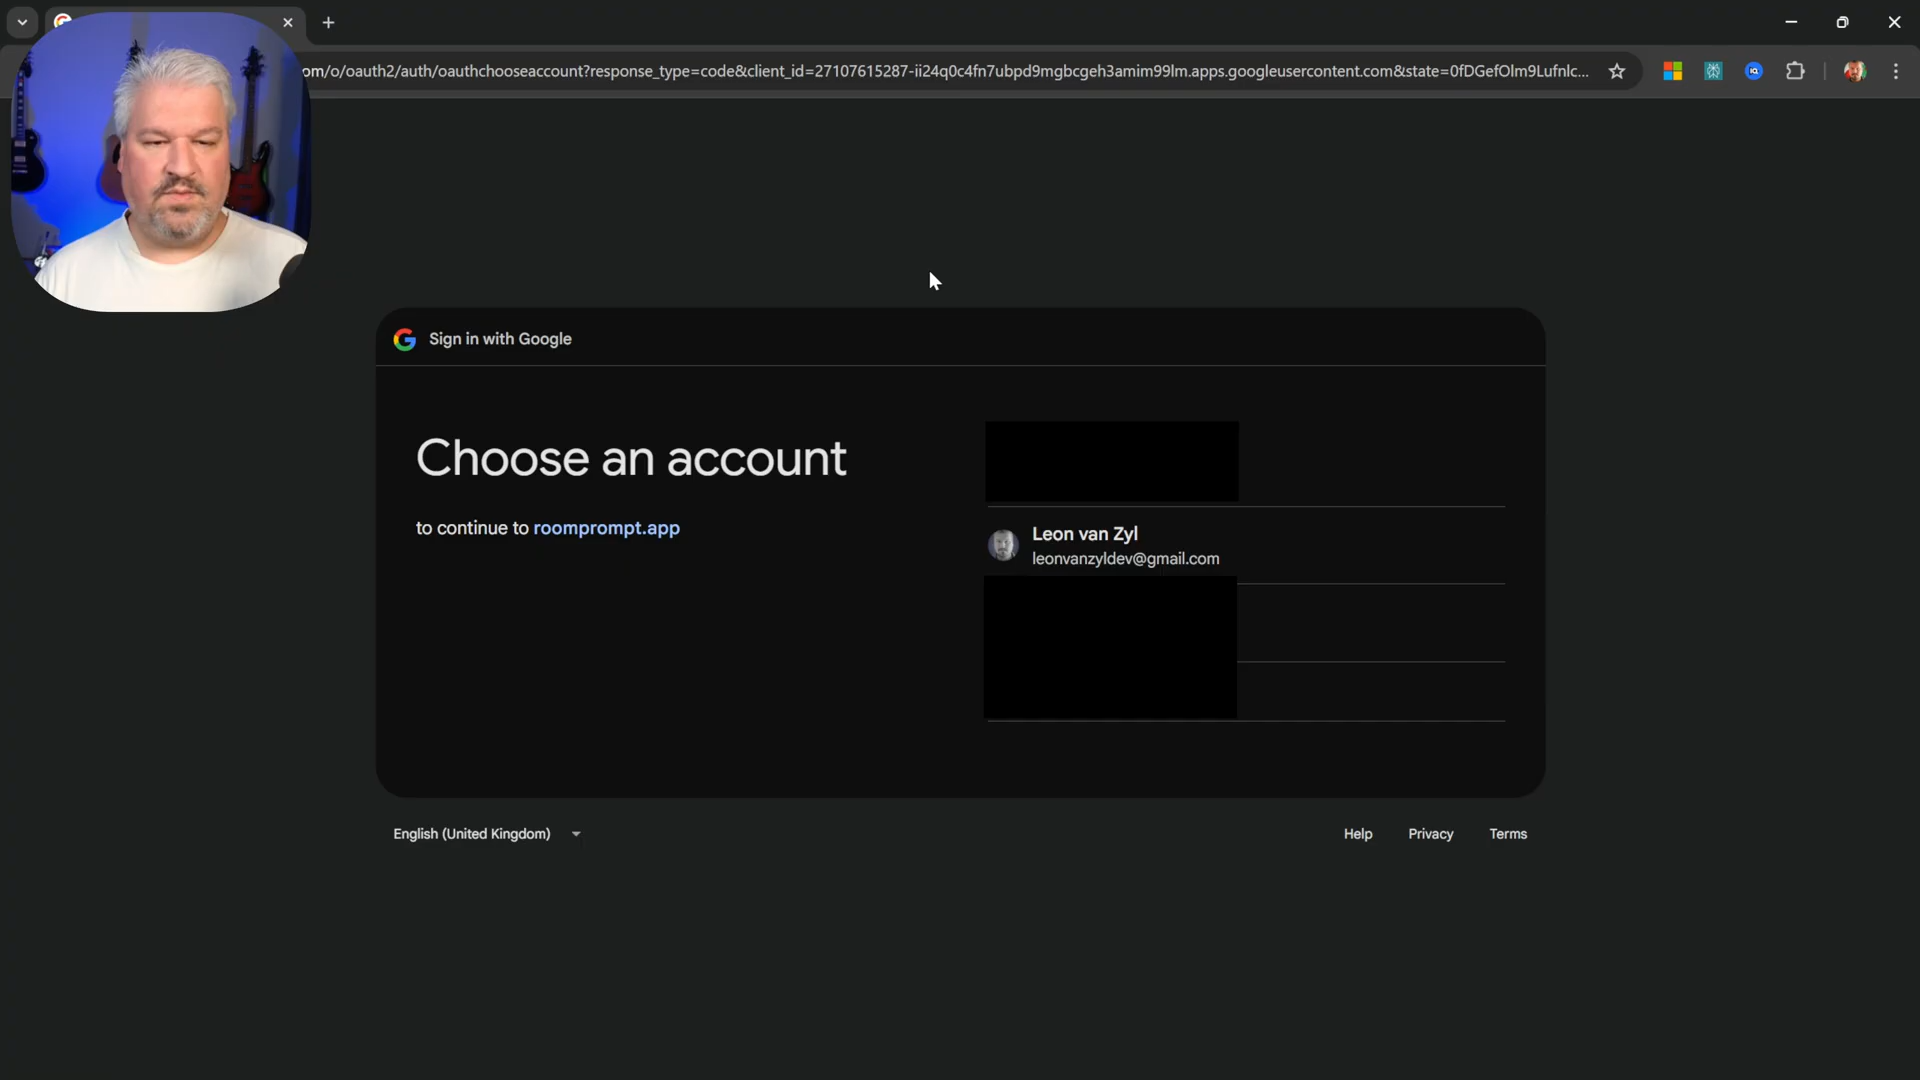 om/o/oauth2/auth/oauthchooseaccount?response_type=code&client_id=27107615287-ii24q0c4fn7ubpd9mgbcgeh3amim99lm.apps.googleusercontent.com&state=0fDGefOlm9Lufnlc...
Sign in with Google
Choose an account
to continue to roomprompt.app
Leon van Zyl
leonvanzyldev@gmail.com
English (United Kingdom)
Help
Privacy
Terms